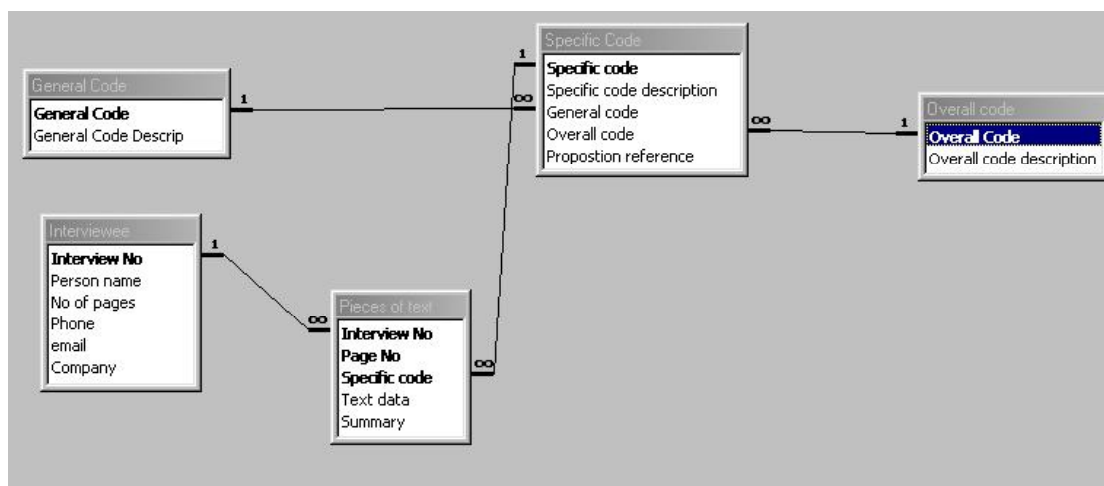 General Code
General Code
General Code Descrip
1
∞
Specific Code
Specific code
Specific code description
General code
Overall code
Propostion reference
1
∞
∞
1
Overall code
Overall Code
Overall code description
Interviewee
Interview No
Person name
No of pages
Phone
email
Company
1
∞
Pieces of text
Interview No
Page No
Specific code
Text data
Summary
∞